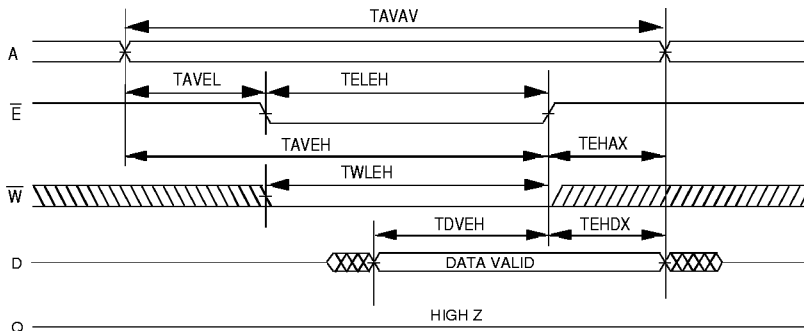 TAVAV
A
TAVEL TELEH
E
TAVEH TEHAX
TWLEH
W
TDVEH TEHDX
D DATA VALID
HIGH Z
Q